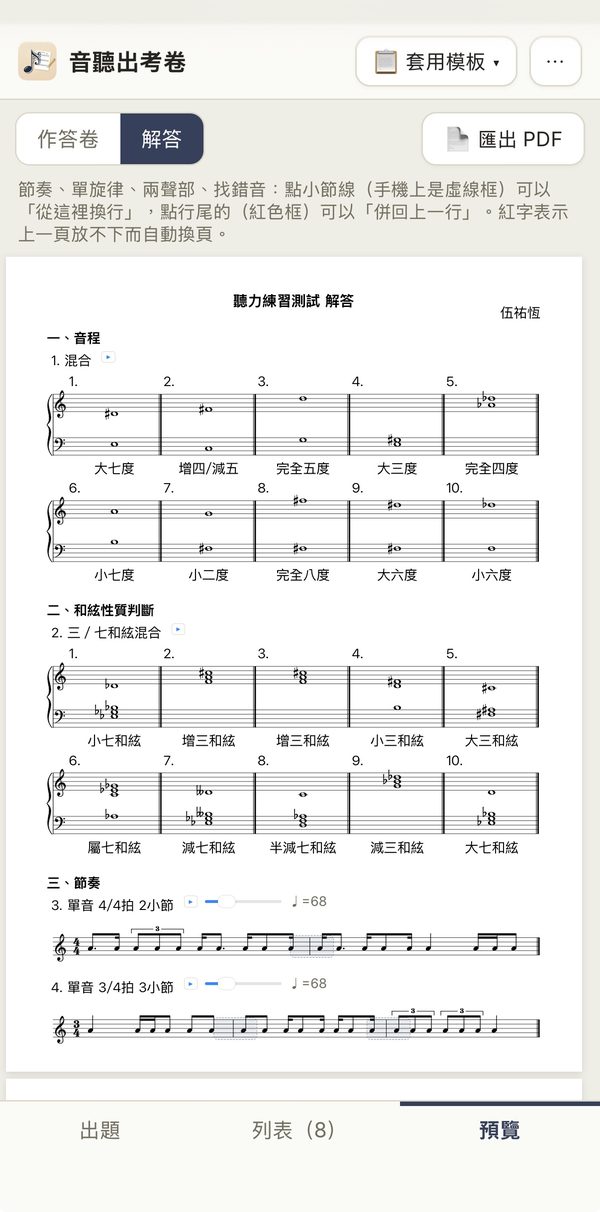 音聽出考卷
套用模板 ▾
⋯
作答卷
解答
匯出 PDF
節奏、單旋律、兩聲部、找錯音：點小節線（手機上是虛線框）可以
「從這裡換行」，點行尾的（紅色框）可以「併回上一行」。紅字表示
上一頁放不下而自動換頁。
聽力練習測試 解答
伍祐恆
一、音程
1. 混合
1. 2. 3. 4. 5.
大七度 增四/減五 完全五度 大三度 完全四度
6. 7. 8. 9. 10.
小七度 小二度 完全八度 大六度 小六度
二、和絃性質判斷
2. 三 / 七和絃混合
1. 2. 3. 4. 5.
小七和絃 增三和絃 增三和絃 小三和絃 大三和絃
6. 7. 8. 9. 10.
屬七和絃 減七和絃 半減七和絃 減三和絃 大七和絃
三、節奏
3. 單音 4/4拍 2小節 ♩=68
3
4 4
4. 單音 3/4拍 3小節 ♩=68
3 3
3 4
出題
列表（8）
預覽